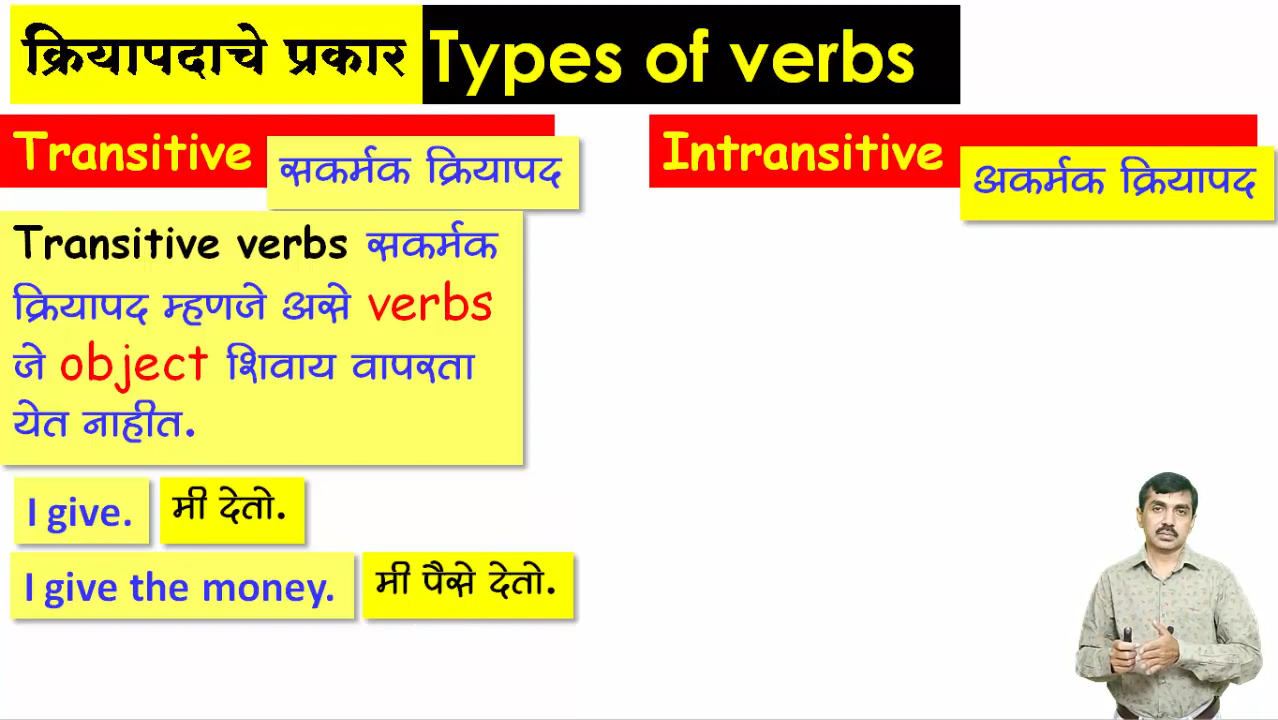 क्रियापदाचे प्रकार Types of verbs
Transitive सकर्मक क्रियापद
Intransitive अकर्मक क्रियापद
Transitive verbs सकर्मक
क्रियापद म्हणजे असे verbs
जे object शिवाय वापरता
येत नाहीत.
I give. मी देतो.
I give the money. मी पैसे देतो.